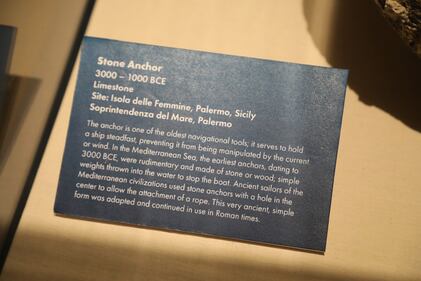 Stone Anchor
3000 – 1000 BCE
Limestone
Site: Isola delle Femmine, Palermo, Sicily
Soprintendenza del Mare, Palermo
The anchor is one of the oldest navigational tools; it serves to hold
a ship steadfast, preventing it from being manipulated by the current
or wind. In the Mediterranean Sea, the earliest anchors, dating to
3000 BCE, were rudimentary and made of stone or wood; simple
weights thrown into the water to stop the boat. Ancient sailors of the
Mediterranean civilizations used stone anchors with a hole in the
center to allow the attachment of a rope. This very ancient, simple
form was adapted and continued in use in Roman times.